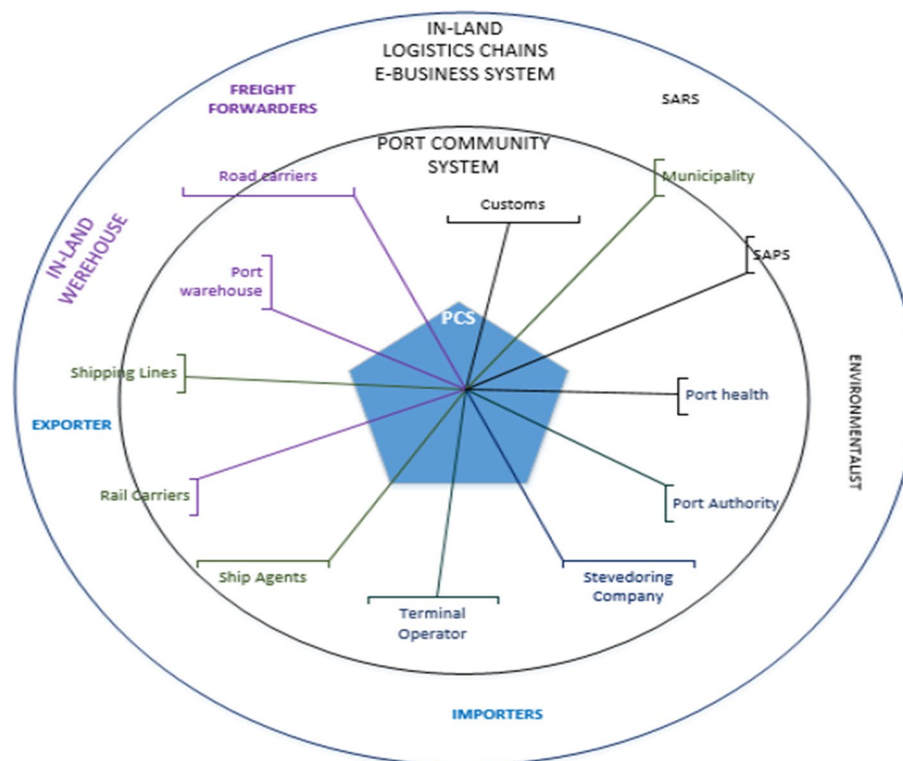 IN-LAND
LOGISTICS CHAINS
E-BUSINESS SYSTEM
FREIGHT
FORWARDERS
SARS
PORT COMMUNITY
SYSTEM
Road carriers
Municipality
Customs
IN-LAND
WEREHOUSE
SAPS
Port
warehouse
PCS
Shipping Lines
Port health
ENVIRONMENTALIST
EXPORTER
Rail Carriers
Port Authority
Ship Agents
Stevedoring
Company
Terminal
Operator
IMPORTERS